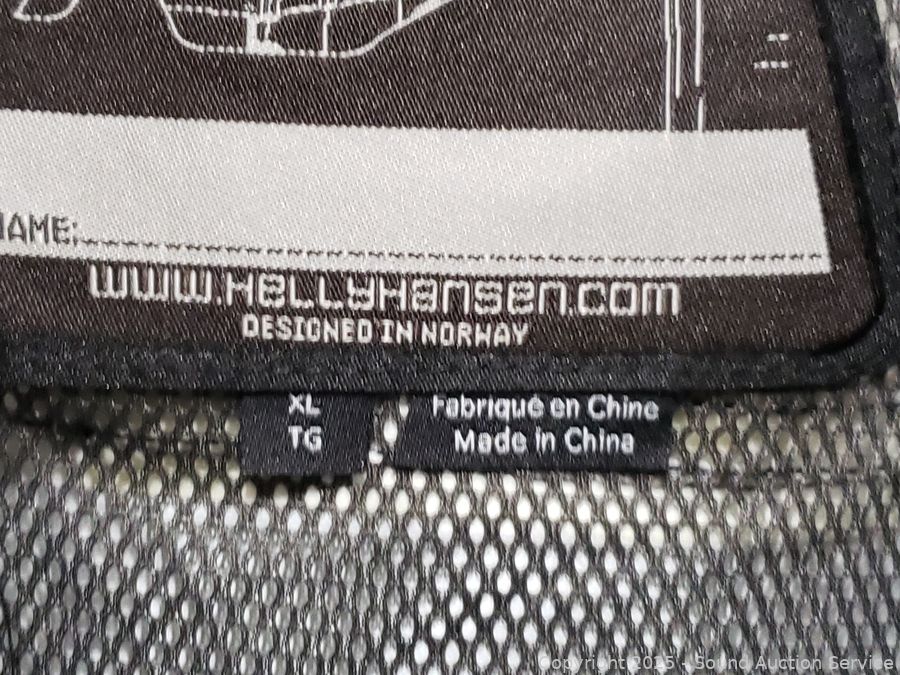 NAME:
www.HELLYHansen.com
DESIGNED IN NORWAY
XL
TG
Fabriqué en Chine
Made in China
Copyright 2025 - Sound Auction Service